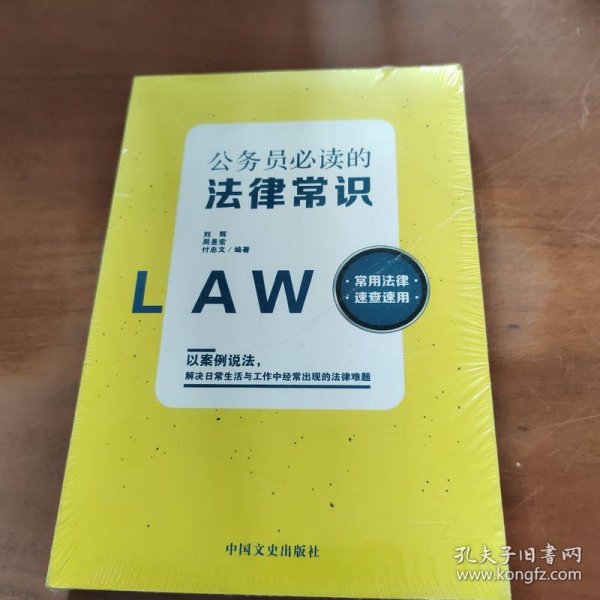 公务员必读的
法律常识
刘辉
周星宏
付忠文/编著
LAW
·常用法律·
·速查速用·
以案例说法，
解决日常生活与工作中经常出现的法律难题
中国文史出版社
孔夫子旧书网
www.kongfz.com